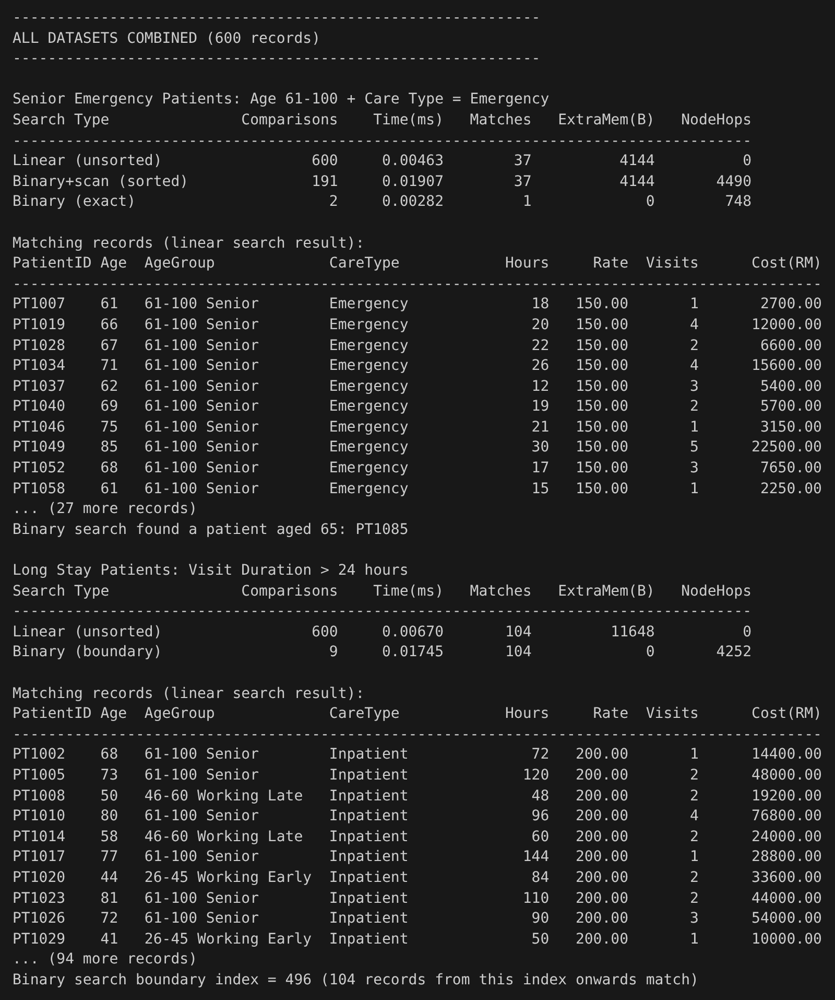 ------------------------------------------------------------
ALL DATASETS COMBINED (600 records)
------------------------------------------------------------
Senior Emergency Patients: Age 61-100 + Care Type = Emergency
Search Type               Comparisons    Time(ms)   Matches   ExtraMem(B)   NodeHops
------------------------------------------------------------------------------------
Linear (unsorted)                 600     0.00463        37          4144          0
Binary+scan (sorted)              191     0.01907        37          4144       4490
Binary (exact)                      2     0.00282         1             0        748
Matching records (linear search result):
PatientID Age  AgeGroup             CareType            Hours     Rate  Visits      Cost(RM)
--------------------------------------------------------------------------------------------
PT1007    61   61-100 Senior        Emergency              18   150.00       1       2700.00
PT1019    66   61-100 Senior        Emergency              20   150.00       4      12000.00
PT1028    67   61-100 Senior        Emergency              22   150.00       2       6600.00
PT1034    71   61-100 Senior        Emergency              26   150.00       4      15600.00
PT1037    62   61-100 Senior        Emergency              12   150.00       3       5400.00
PT1040    69   61-100 Senior        Emergency              19   150.00       2       5700.00
PT1046    75   61-100 Senior        Emergency              21   150.00       1       3150.00
PT1049    85   61-100 Senior        Emergency              30   150.00       5      22500.00
PT1052    68   61-100 Senior        Emergency              17   150.00       3       7650.00
PT1058    61   61-100 Senior        Emergency              15   150.00       1       2250.00
... (27 more records)
Binary search found a patient aged 65: PT1085
Long Stay Patients: Visit Duration > 24 hours
Search Type               Comparisons    Time(ms)   Matches   ExtraMem(B)   NodeHops
------------------------------------------------------------------------------------
Linear (unsorted)                 600     0.00670       104         11648          0
Binary (boundary)                   9     0.01745       104             0       4252
Matching records (linear search result):
PatientID Age  AgeGroup             CareType            Hours     Rate  Visits      Cost(RM)
--------------------------------------------------------------------------------------------
PT1002    68   61-100 Senior        Inpatient              72   200.00       1      14400.00
PT1005    73   61-100 Senior        Inpatient             120   200.00       2      48000.00
PT1008    50   46-60 Working Late   Inpatient              48   200.00       2      19200.00
PT1010    80   61-100 Senior        Inpatient              96   200.00       4      76800.00
PT1014    58   46-60 Working Late   Inpatient              60   200.00       2      24000.00
PT1017    77   61-100 Senior        Inpatient             144   200.00       1      28800.00
PT1020    44   26-45 Working Early  Inpatient              84   200.00       2      33600.00
PT1023    81   61-100 Senior        Inpatient             110   200.00       2      44000.00
PT1026    72   61-100 Senior        Inpatient              90   200.00       3      54000.00
PT1029    41   26-45 Working Early  Inpatient              50   200.00       1      10000.00
... (94 more records)
Binary search boundary index = 496 (104 records from this index onwards match)